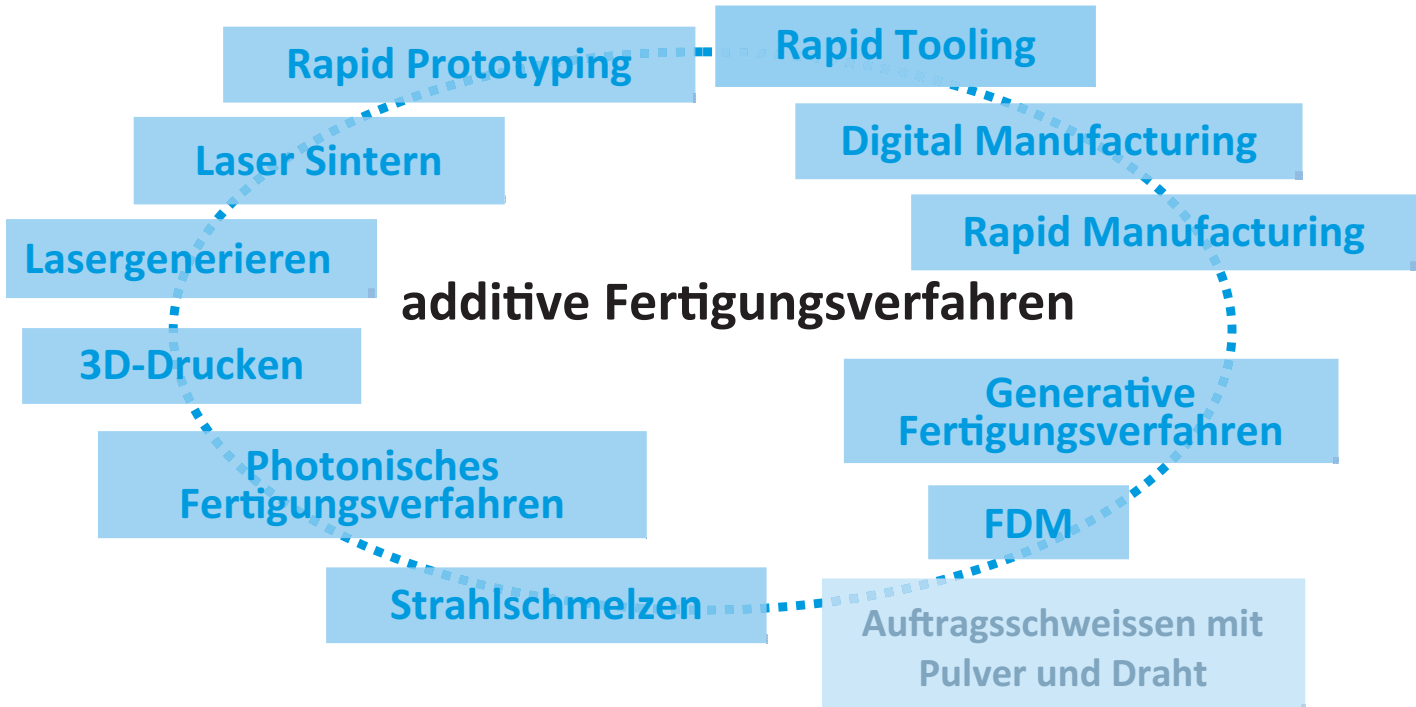 Rapid Tooling
Rapid Prototyping
Digital Manufacturing
Laser Sintern
Rapid Manufacturing
Lasergenerieren
additive Fertigungsverfahren
3D-Drucken
Generative
Fertigungsverfahren
Photonisches
Fertigungsverfahren
FDM
Strahlschmelzen
Auftragsschweissen mit
Pulver und Draht